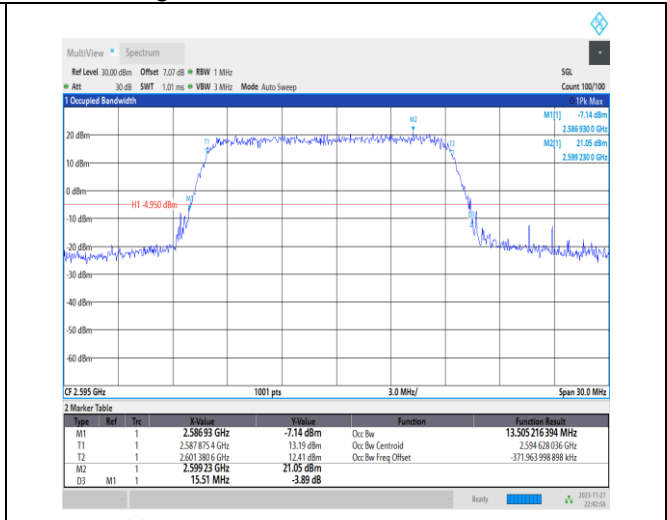 MultiView Spectrum
Ref Level 30.00 dBm Offset 7.07 dB RBW 1 MHz SGL
Att 30 dB SWT 1.01 ms VBW 3 MHz Mode Auto Sweep Count 100/100
1 Occupied Bandwidth 1Pk Max
M1[1] -7.14 dBm
2.586 930 0 GHz
M2[1] 21.05 dBm
2.599 230 0 GHz
M2
20 dBm
T1
T2
10 dBm
0 dBm
M1
H1 -4.950 dBm
-10 dBm
D3
-20 dBm
-30 dBm
-40 dBm
-50 dBm
-60 dBm
CF 2.595 GHz 1001 pts 3.0 MHz/ Span 30.0 MHz
2 Marker Table
Type Ref Trc X-Value Y-Value Function Function Result
M1 1 2.586 93 GHz -7.14 dBm Occ Bw 13.505 216 394 MHz
T1 1 2.587 875 4 GHz 13.19 dBm Occ Bw Centroid 2.594 628 036 GHz
T2 1 2.601 380 6 GHz 12.41 dBm Occ Bw Freq Offset -371.963 998 898 kHz
M2 1 2.599 23 GHz 21.05 dBm
D3 M1 1 15.51 MHz -3.89 dB
Ready 2023-11-27
22:42:58